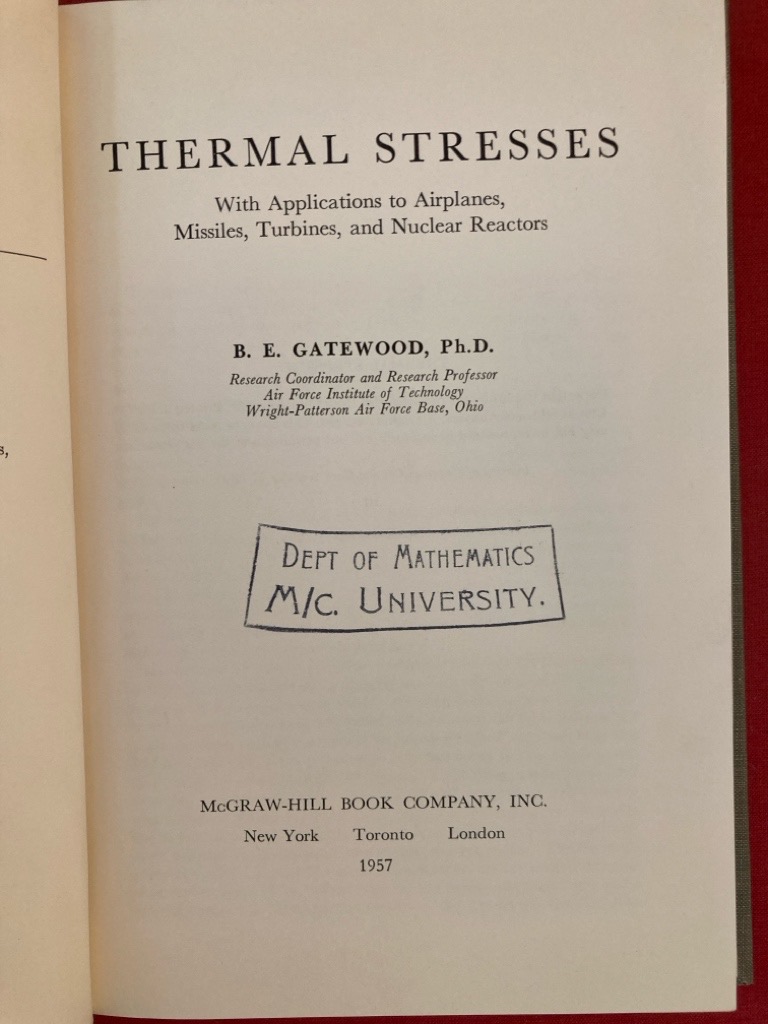 s,
THERMAL STRESSES
With Applications to Airplanes,
Missiles, Turbines, and Nuclear Reactors
B. E. GATEWOOD, Ph.D.
Research Coordinator and Research Professor
Air Force Institute of Technology
Wright-Patterson Air Force Base, Ohio
DEPT OF MATHEMATICS
M/C. UNIVERSITY.
McGRAW-HILL BOOK COMPANY, INC.
New York Toronto London
1957